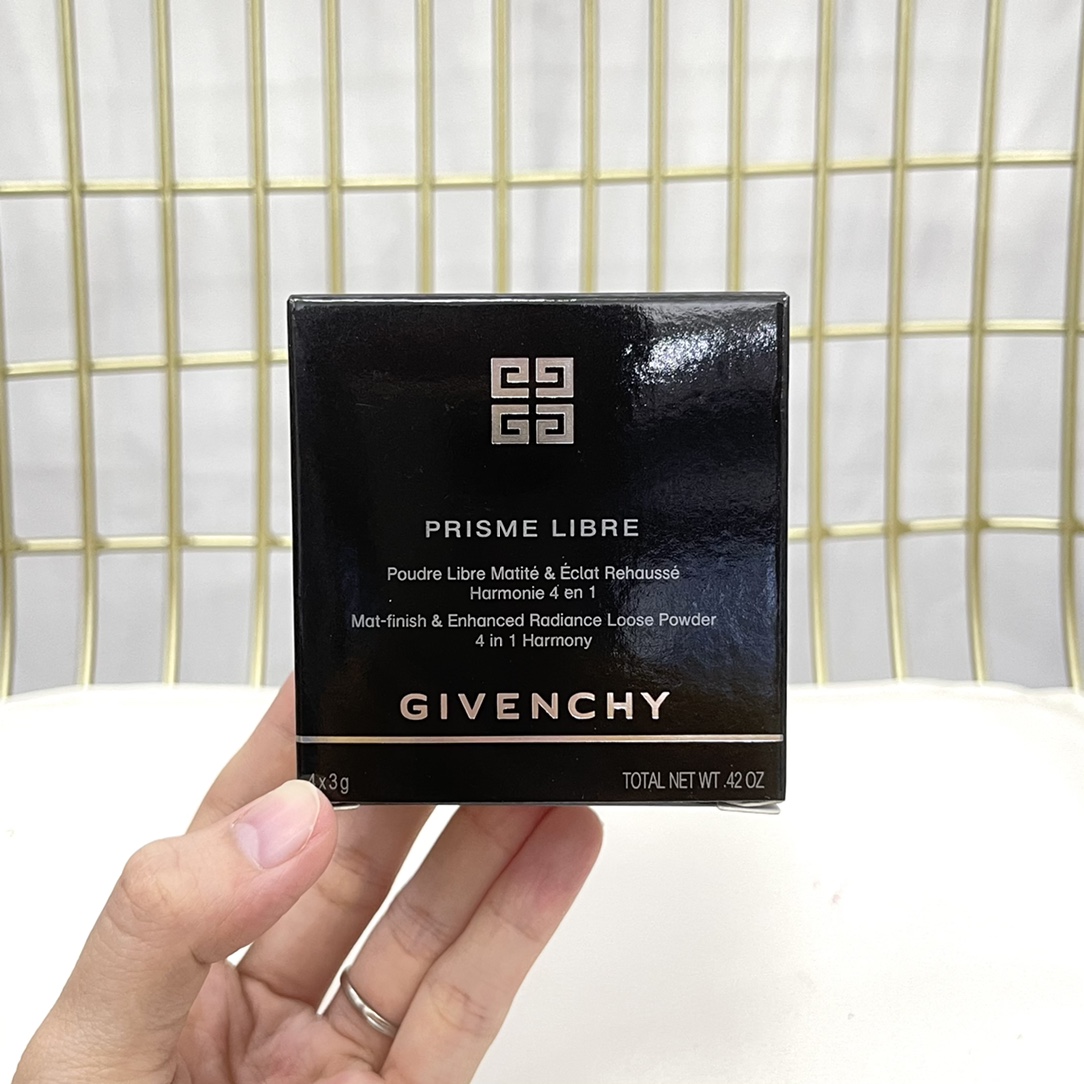 PRISME LIBRE
Poudre Libre Matité & Éclat Rehaussé
Harmonie 4 en 1
Mat-finish & Enhanced Radiance Loose Powder
4 in 1 Harmony
GIVENCHY
4x3g
TOTAL NET WT .42 OZ